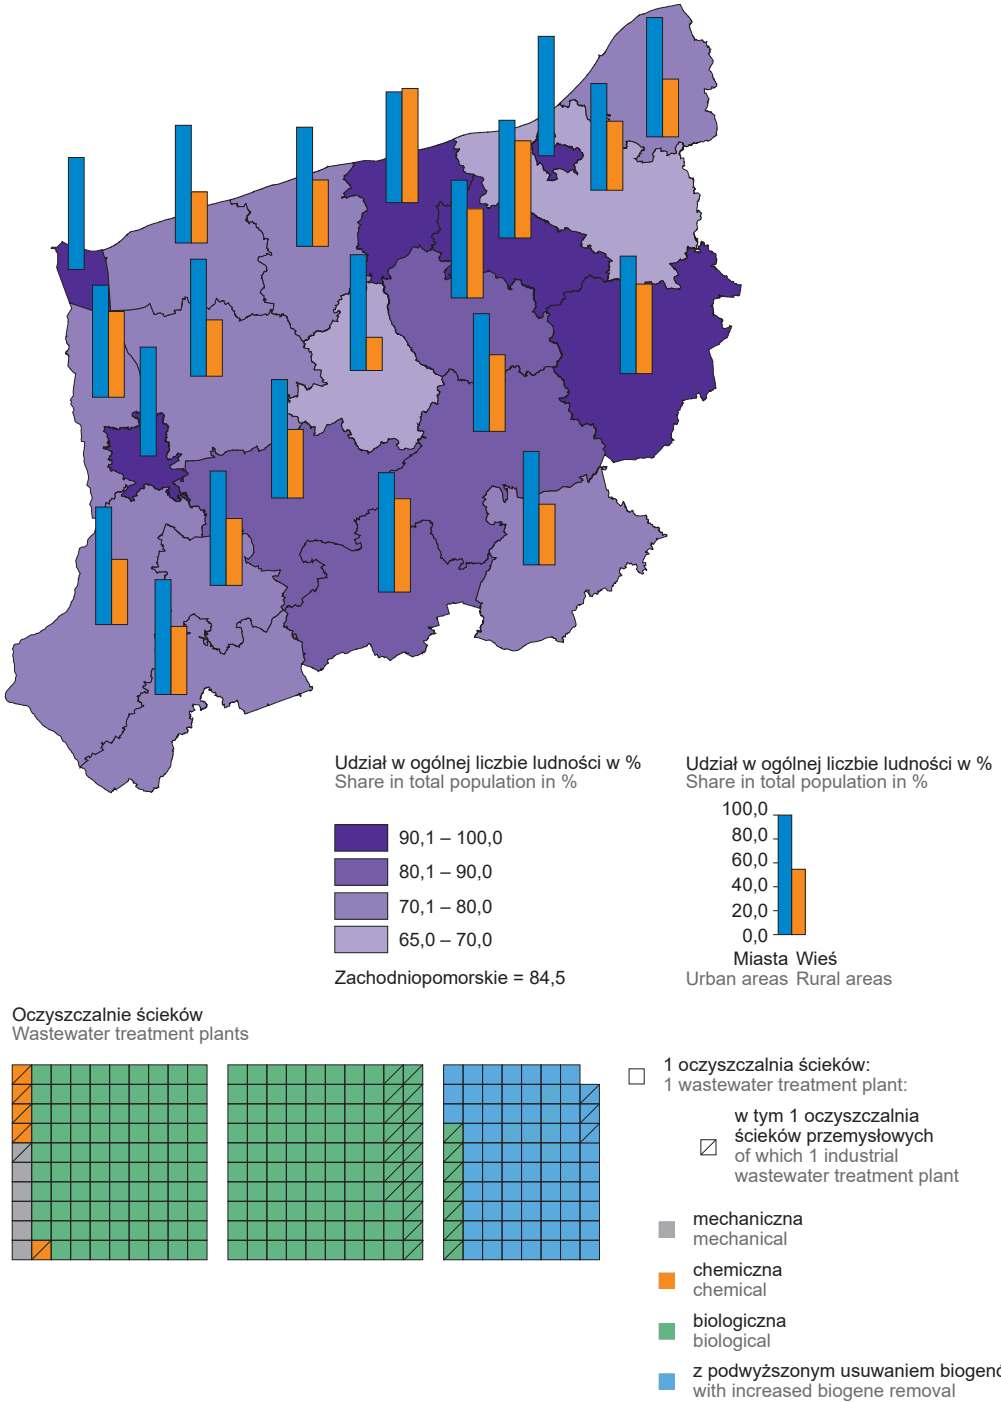 Udział w ogólnej liczbie ludności w %
Share in total population in %
90,1 – 100,0
80,1 – 90,0
70,1 – 80,0
65,0 – 70,0
Zachodniopomorskie = 84,5
Udział w ogólnej liczbie ludności w %
Share in total population in %
100,0
80,0
60,0
40,0
20,0
0,0
Miasta Wieś
Urban areas Rural areas
Oczyszczalnie ścieków
Wastewater treatment plants
1 oczyszczalnia ścieków:
1 wastewater treatment plant:
w tym 1 oczyszczalnia
ścieków przemysłowych
of which 1 industrial
wastewater treatment plant
mechaniczna
mechanical
chemiczna
chemical
biologiczna
biological
z podwyższonym usuwaniem biogenó
with increased biogene removal